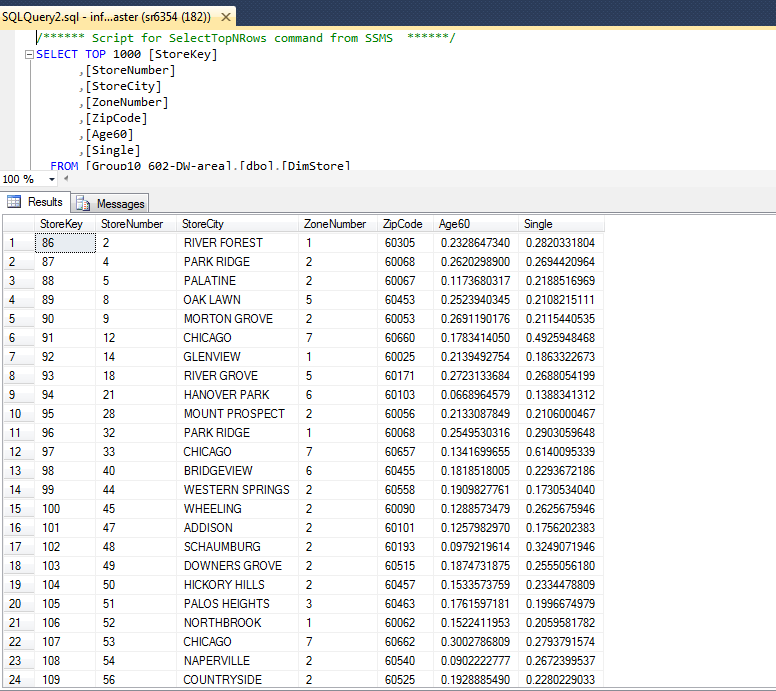 SQLQuery2.sql - inf...aster (sr6354 (182))
/****** Script for SelectTopNRows command from SSMS ******/
SELECT TOP 1000 [StoreKey]
,[StoreNumber]
,[StoreCity]
,[ZoneNumber]
,[ZipCode]
,[Age60]
,[Single]
FROM [Group10_602-DW-area].[dbo].[DimStore]
100 %
Results Messages
StoreKey StoreNumber StoreCity ZoneNumber ZipCode Age60 Single
1 86 2 RIVER FOREST 1 60305 0.2328647340 0.2820331804
2 87 4 PARK RIDGE 2 60068 0.2620298900 0.2694420964
3 88 5 PALATINE 2 60067 0.1173680317 0.2188516969
4 89 8 OAK LAWN 5 60453 0.2523940345 0.2108215111
5 90 9 MORTON GROVE 2 60053 0.2691190176 0.2115440535
6 91 12 CHICAGO 7 60660 0.1783414050 0.4925948468
7 92 14 GLENVIEW 1 60025 0.2139492754 0.1863322673
8 93 18 RIVER GROVE 5 60171 0.2723133684 0.2688054199
9 94 21 HANOVER PARK 6 60103 0.0668964579 0.1388341312
10 95 28 MOUNT PROSPECT 2 60056 0.2133087849 0.2106000467
11 96 32 PARK RIDGE 1 60068 0.2549530316 0.2903059648
12 97 33 CHICAGO 7 60657 0.1341699655 0.6140095339
13 98 40 BRIDGEVIEW 6 60455 0.1818518005 0.2293672186
14 99 44 WESTERN SPRINGS 2 60558 0.1909827761 0.1730534040
15 100 45 WHEELING 2 60090 0.1288573479 0.2625675946
16 101 47 ADDISON 2 60101 0.1257982970 0.1756202383
17 102 48 SCHAUMBURG 2 60193 0.0979219614 0.3249071946
18 103 49 DOWNERS GROVE 2 60515 0.1874731875 0.2555056180
19 104 50 HICKORY HILLS 2 60457 0.1533573759 0.2334478809
20 105 51 PALOS HEIGHTS 3 60463 0.1761597181 0.1996674979
21 106 52 NORTHBROOK 1 60062 0.1522411953 0.2059581782
22 107 53 CHICAGO 7 60662 0.3002786809 0.2793791574
23 108 54 NAPERVILLE 2 60540 0.0902222777 0.2672399537
24 109 56 COUNTRYSIDE 2 60525 0.1928885490 0.2280229033